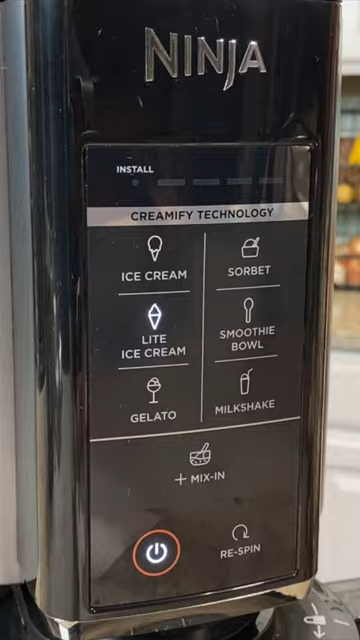 NINJA
INSTALL
CREAMIFY TECHNOLOGY
ICE CREAM
SORBET
LITE
ICE CREAM
SMOOTHIE
BOWL
GELATO
MILKSHAKE
+ MIX-IN
RE-SPIN